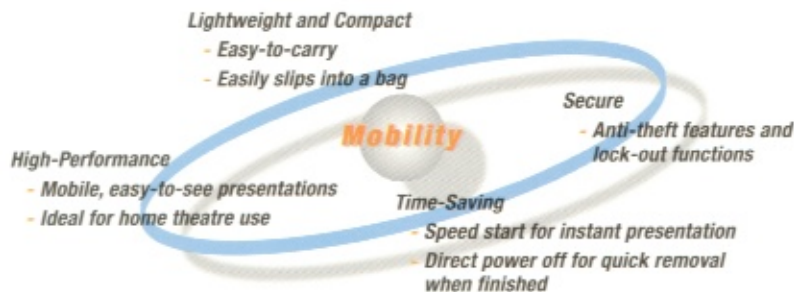 Lightweight and Compact
- Easy-to-carry
- Easily slips into a bag
Mobility
Secure
- Anti-theft features and
lock-out functions
High-Performance
- Mobile, easy-to-see presentations
- Ideal for home theatre use
Time-Saving
- Speed start for instant presentation
- Direct power off for quick removal
when finished